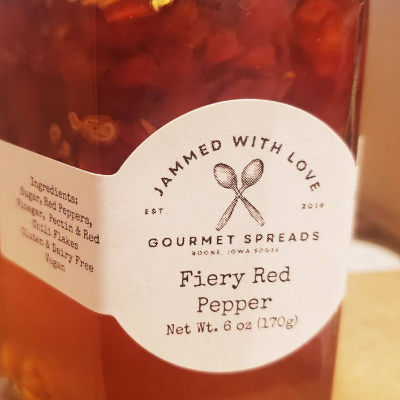 JAMMED WITH LOVE
EST. 2019
GOURMET SPREADS
BOONE, IOWA 50036
Fiery Red
Pepper
Net Wt. 6 oz (170g)
Ingredients:
Sugar, Red Peppers,
Vinegar, Pectin & Red
Chili Flakes
Gluten & Dairy Free
Vegan